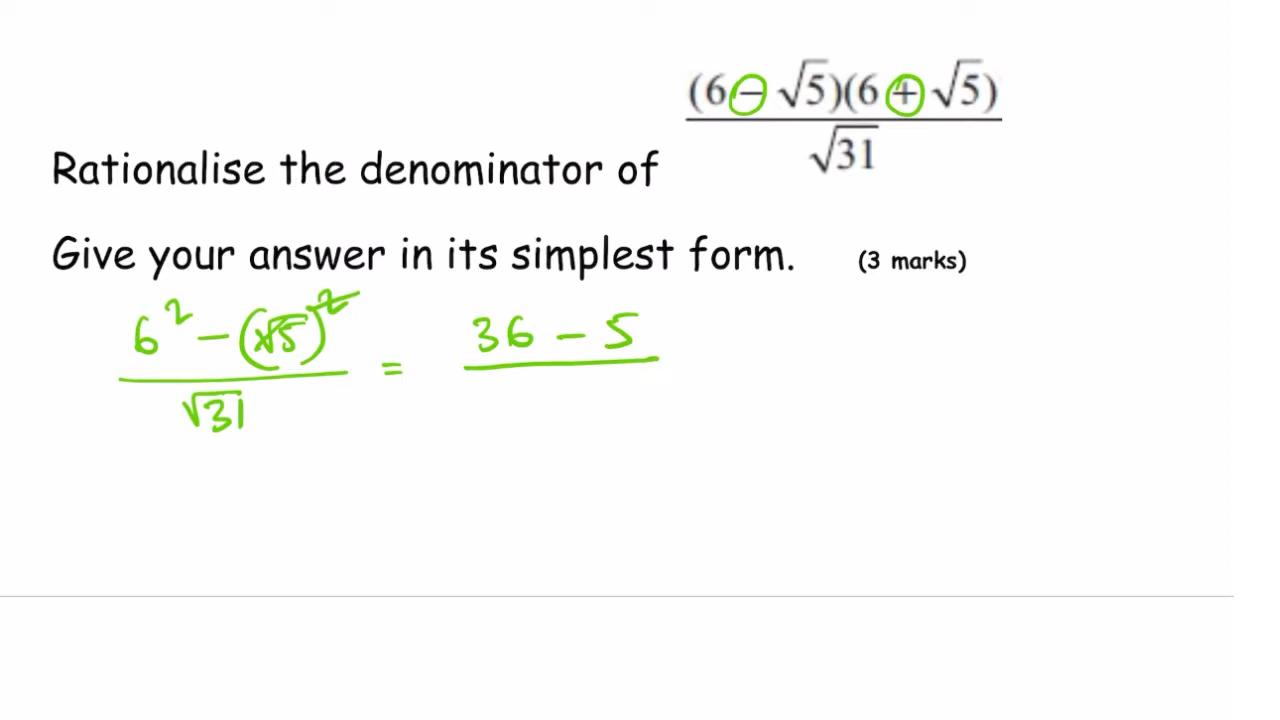 (6 − √5)(6 + √5)
√31
Rationalise the denominator of
Give your answer in its simplest form. (3 marks)
6² − (√5)² = 36 − 5
√31